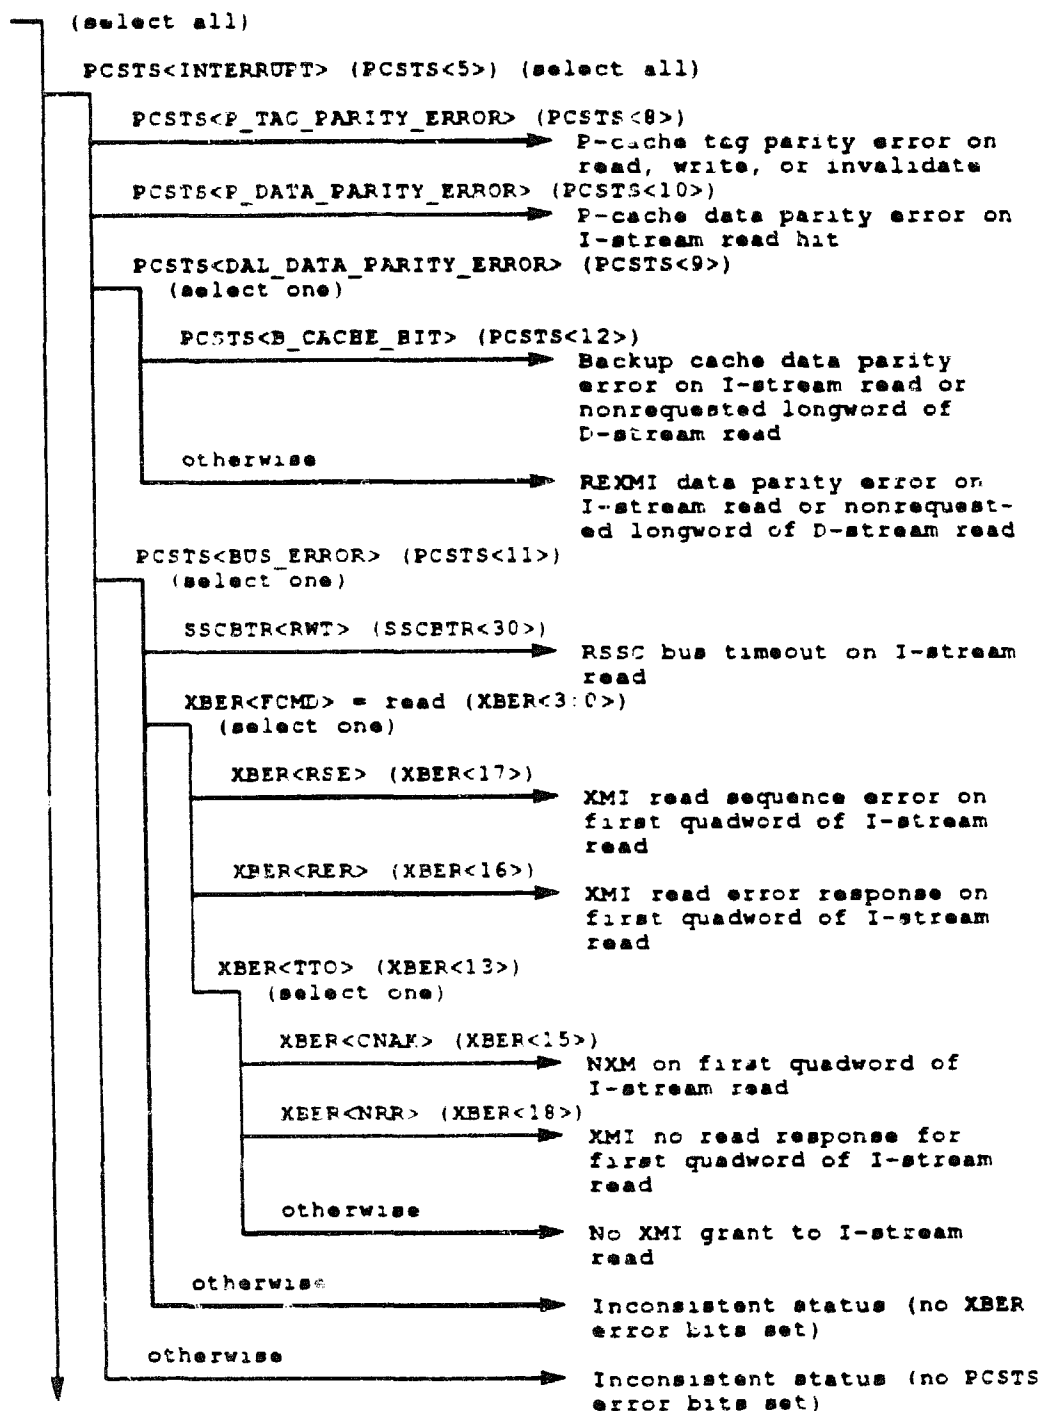 (select all)
PCSTS<INTERRUPT> (PCSTS<5>) (select all)
PCSTS<P_TAG_PARITY_ERROR> (PCSTS<8>)
P-cache tag parity error on
read, write, or invalidate
PCSTS<P_DATA_PARITY_ERROR> (PCSTS<10>)
P-cache data parity error on
I-stream read hit
PCSTS<DAL_DATA_PARITY_ERROR> (PCSTS<9>)
(select one)
PCSTS<B_CACHE_HIT> (PCSTS<12>)
Backup cache data parity
error on I-stream read or
nonrequested longword of
D-stream read
otherwise
REXMI data parity error on
I-stream read or nonrequest-
ed longword of D-stream read
PCSTS<BUS_ERROR> (PCSTS<11>)
(select one)
SSCBTR<RWT> (SSCBTR<30>)
RSSC bus timeout on I-stream
read
XBER<FCMD> = read (XBER<3:0>)
(select one)
XBER<RSE> (XBER<17>)
XMI read sequence error on
first quadword of I-stream
read
XBER<RER> (XBER<16>)
XMI read error response on
first quadword of I-stream
read
XBER<TTO> (XBER<13>)
(select one)
XBER<CNAK> (XBER<15>)
NXM on first quadword of
I-stream read
XBER<NRR> (XBER<18>)
XMI no read response for
first quadword of I-stream
read
otherwise
No XMI grant to I-stream
read
otherwise
Inconsistent status (no XBER
error bits set)
otherwise
Inconsistent status (no PCSTS
error bits set)